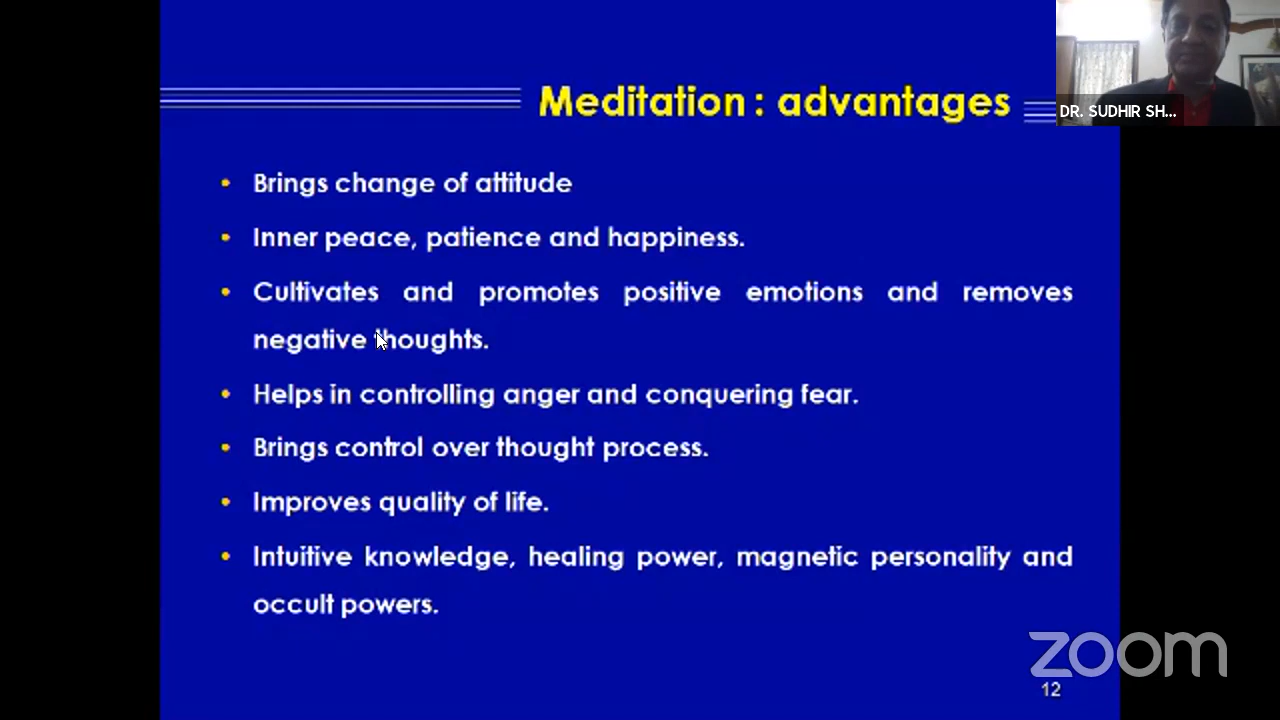 Meditation : advantages
DR. SUDHIR SH...
• Brings change of attitude
• Inner peace, patience and happiness.
• Cultivates and promotes positive emotions and removes
negative thoughts.
• Helps in controlling anger and conquering fear.
• Brings control over thought process.
• Improves quality of life.
• Intuitive knowledge, healing power, magnetic personality and
occult powers.
zoom
12